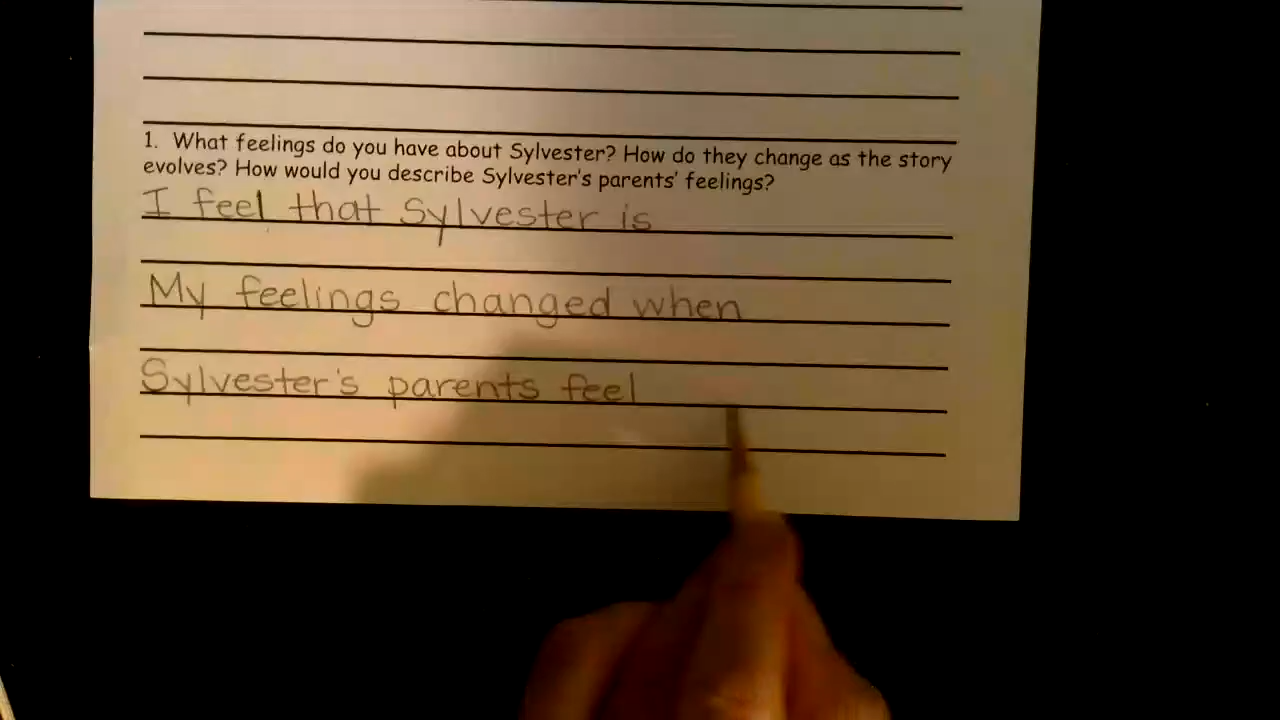 1. What feelings do you have about Sylvester? How do they change as the story
evolves? How would you describe Sylvester's parents' feelings?
I feel that Sylvester is
My feelings changed when
Sylvester's parents feel